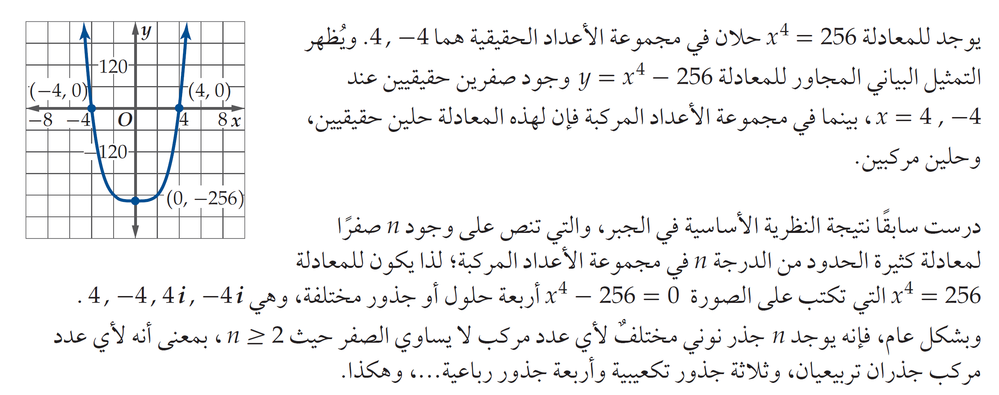 يوجد للمعادلة x⁴ = 256 حلان في مجموعة الأعداد الحقيقية هما 4, −4. ويُظهر
التمثيل البياني المجاور للمعادلة y = x⁴ − 256 وجود صفرين حقيقيين عند
x = 4 , −4 ، بينما في مجموعة الأعداد المركبة فإن لهذه المعادلة حلين حقيقيين،
وحلين مركبين.
y
120
(−4, 0)
(4, 0)
−8 −4 O 4 8 x
−120
(0, −256)
درست سابقًا نتيجة النظرية الأساسية في الجبر، والتي تنص على وجود n صفرًا
لمعادلة كثيرة الحدود من الدرجة n في مجموعة الأعداد المركبة؛ لذا يكون للمعادلة
x⁴ = 256 التي تكتب على الصورة x⁴ − 256 = 0 أربعة حلول أو جذور مختلفة، وهي 4, −4, 4i, −4i .
وبشكل عام، فإنه يوجد n جذر نوني مختلفٌ لأي عدد مركب لا يساوي الصفر حيث n ≥ 2 ، بمعنى أنه لأي عدد
مركب جذران تربيعيان، وثلاثة جذور تكعيبية وأربعة جذور رباعية...، وهكذا.